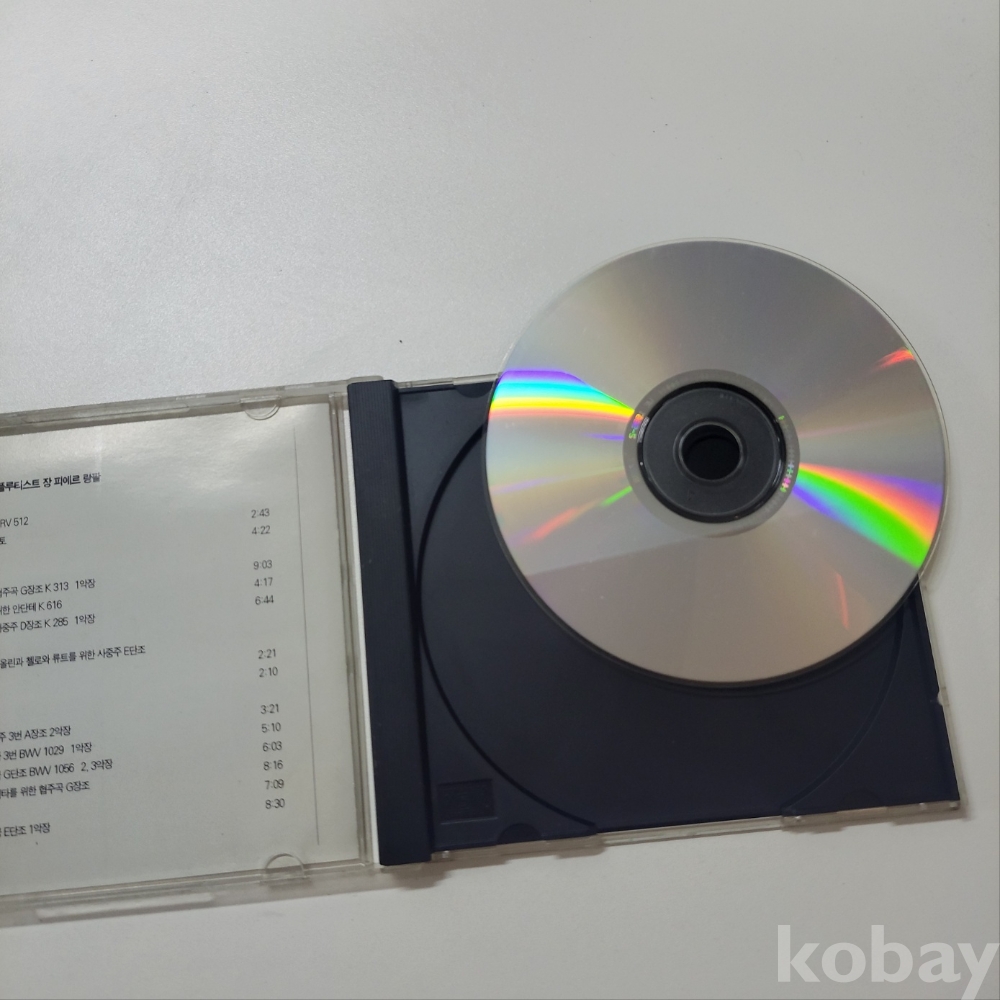 플루티스트 장 피에르 랑팔
RV 512 2:43
토 4:22
9:03
협주곡 G장조 K 313 1악장 4:17
위한 안단테 K 616 6:44
사중주 D장조 K 285 1악장
올린과 첼로와 류트를 위한 사중주 E단조 2:21
2:10
3:21
주 3번 A장조 2악장 5:10
3번 BWV 1029 1악장 6:03
G단조 BWV 1056 2, 3악장 8:16
타를 위한 협주곡 G장조 7:09
8:30
E단조 1악장
kobay